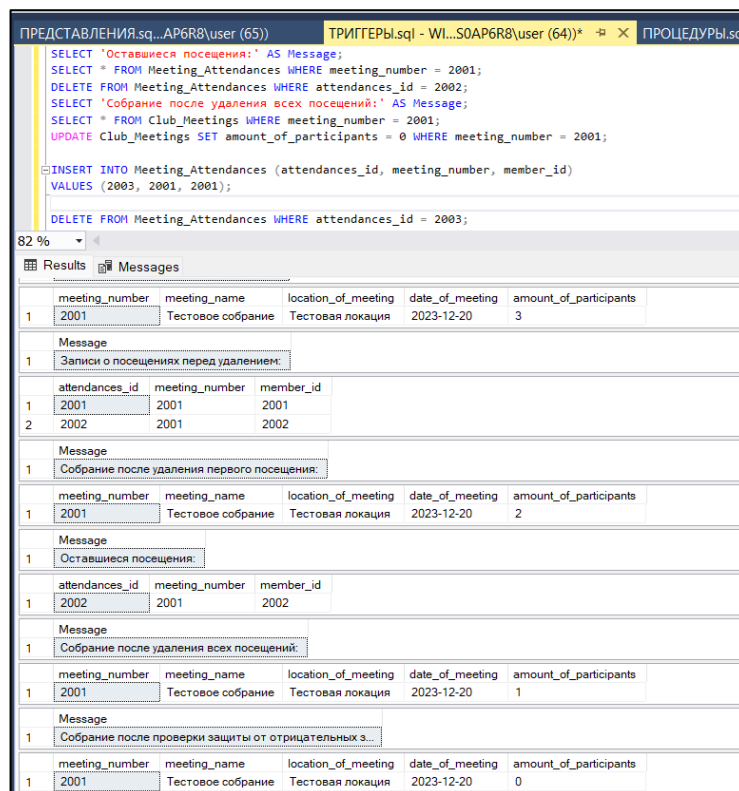 ПРЕДСТАВЛЕНИЯ.sq...AP6R8\user (65)) ТРИГГЕРЫ.sql - WI...S0AP6R8\user (64))* ПРОЦЕДУРЫ.sq
SELECT 'Оставшиеся посещения:' AS Message;
SELECT * FROM Meeting_Attendances WHERE meeting_number = 2001;
DELETE FROM Meeting_Attendances WHERE attendances_id = 2002;
SELECT 'Собрание после удаления всех посещений:' AS Message;
SELECT * FROM Club_Meetings WHERE meeting_number = 2001;
UPDATE Club_Meetings SET amount_of_participants = 0 WHERE meeting_number = 2001;
INSERT INTO Meeting_Attendances (attendances_id, meeting_number, member_id)
VALUES (2003, 2001, 2001);
DELETE FROM Meeting_Attendances WHERE attendances_id = 2003;
82 %
Results Messages
meeting_number meeting_name location_of_meeting date_of_meeting amount_of_participants
1 2001 Тестовое собрание Тестовая локация 2023-12-20 3
Message
1 Записи о посещениях перед удалением:
attendances_id meeting_number member_id
1 2001 2001 2001
2 2002 2001 2002
Message
1 Собрание после удаления первого посещения:
meeting_number meeting_name location_of_meeting date_of_meeting amount_of_participants
1 2001 Тестовое собрание Тестовая локация 2023-12-20 2
Message
1 Оставшиеся посещения:
attendances_id meeting_number member_id
1 2002 2001 2002
Message
1 Собрание после удаления всех посещений:
meeting_number meeting_name location_of_meeting date_of_meeting amount_of_participants
1 2001 Тестовое собрание Тестовая локация 2023-12-20 1
Message
1 Собрание после проверки защиты от отрицательных з...
meeting_number meeting_name location_of_meeting date_of_meeting amount_of_participants
1 2001 Тестовое собрание Тестовая локация 2023-12-20 0